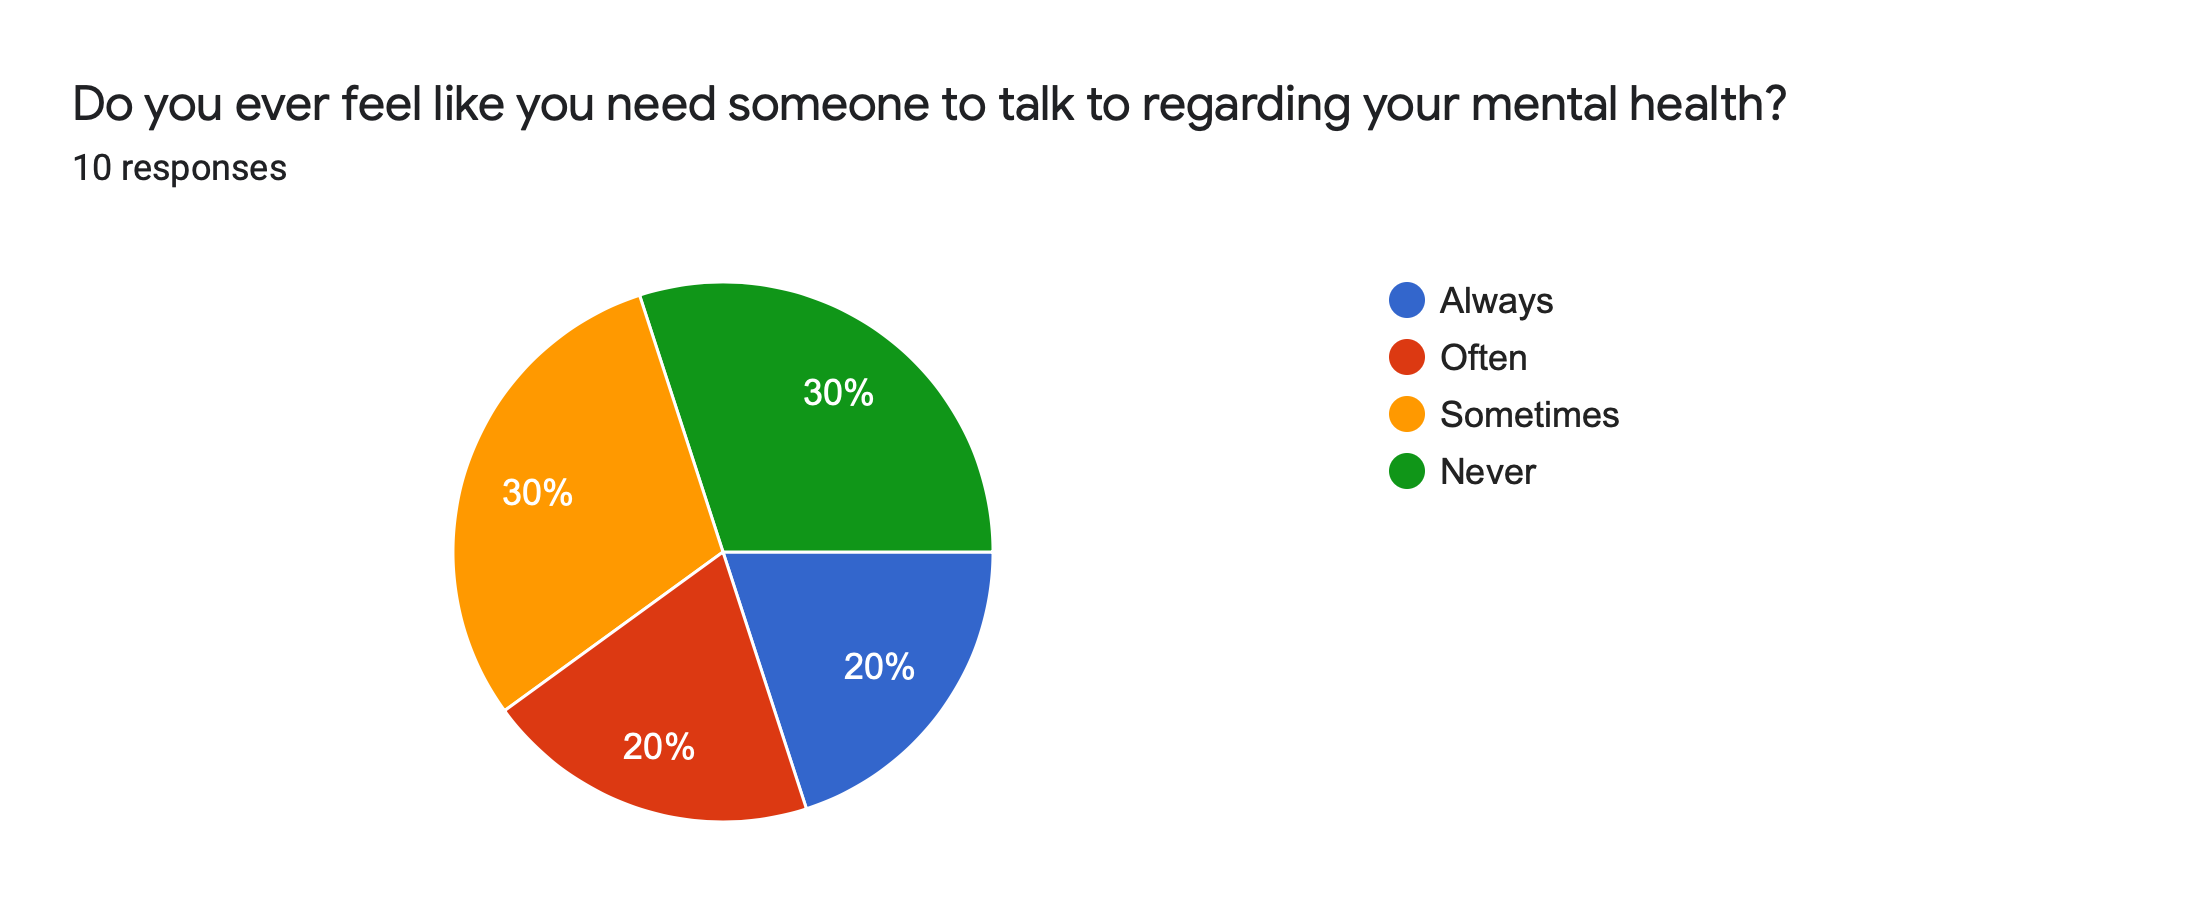 Do you ever feel like you need someone to talk to regarding your mental health?
10 responses
30%
30%
20%
20%
Always
Often
Sometimes
Never